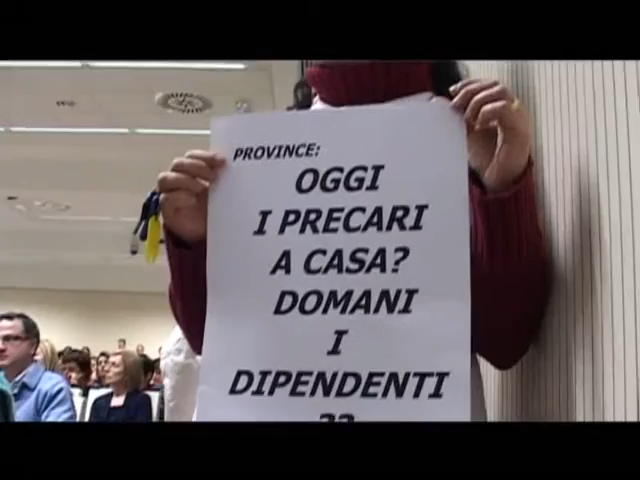 PROVINCE:
OGGI
I PRECARI
A CASA?
DOMANI
I
DIPENDENTI
??